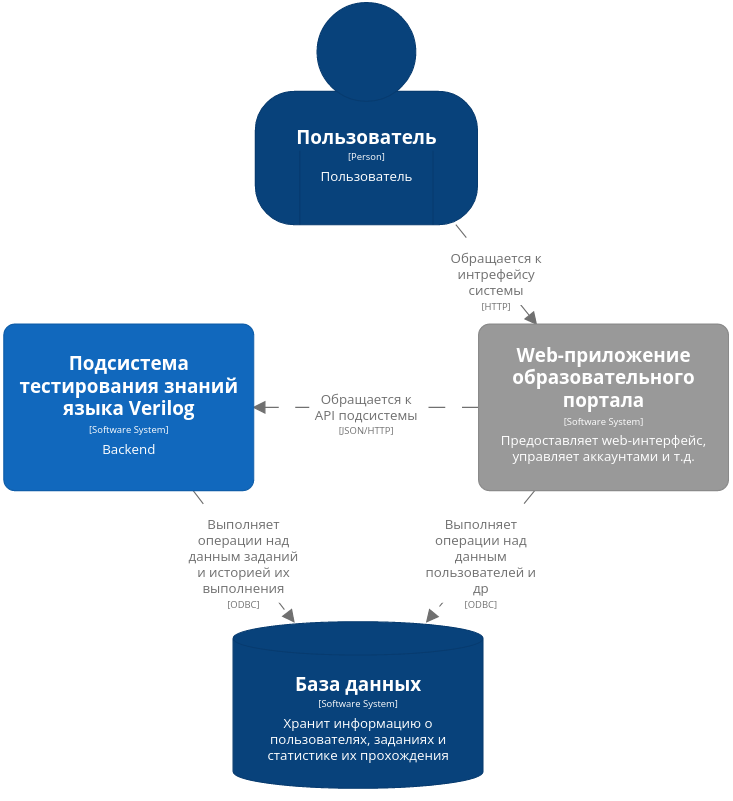 Пользователь
[Person]
Пользователь
Обращается к
интрефейсу
системы
[HTTP]
Подсистема
тестирования знаний
языка Verilog
[Software System]
Backend
Обращается к
API подсистемы
[JSON/HTTP]
Web-приложение
образовательного
портала
[Software System]
Предоставляет web-интерфейс,
управляет аккаунтами и т.д.
Выполняет
операции над
данным заданий
и историей их
выполнения
[ODBC]
Выполняет
операции над
данным
пользователей и
др
[ODBC]
База данных
[Software System]
Хранит информацию о
пользователях, заданиях и
статистике их прохождения